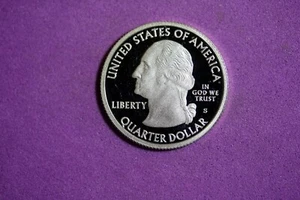 UNITED STATES OF AMERICA
LIBERTY
IN
GOD WE
TRUST
S
QUARTER DOLLAR